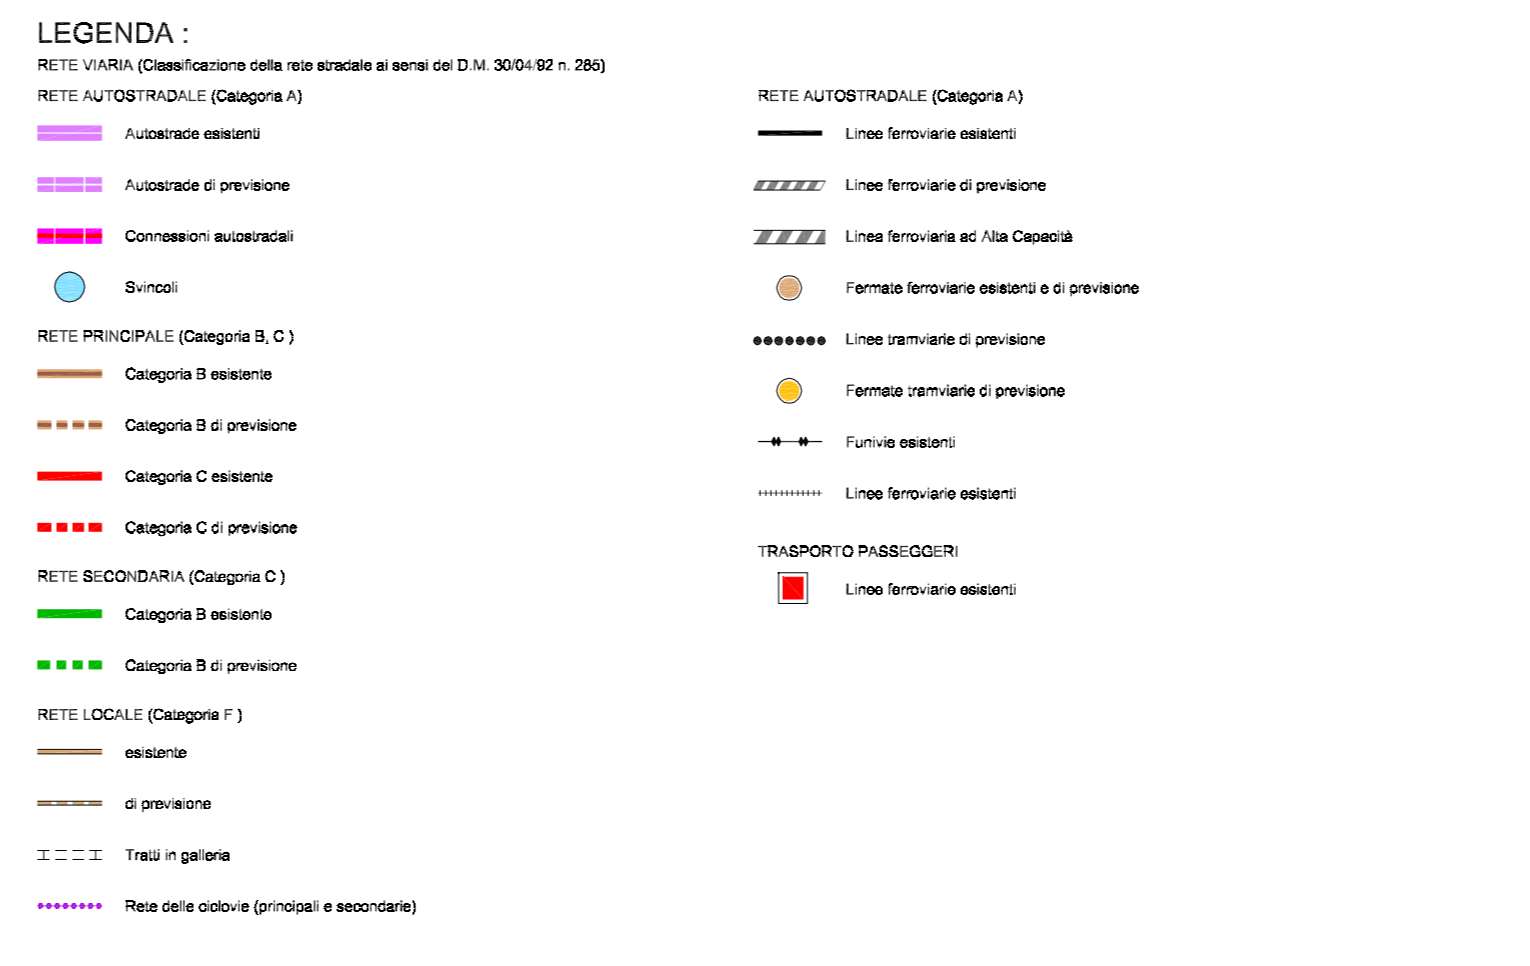 LEGENDA :
RETE VIARIA (Classificazione della rete stradale ai sensi del D.M. 30/04/92 n. 285)
RETE AUTOSTRADALE (Categoria A)
Autostrade esistenti
Autostrade di previsione
Connessioni autostradali
Svincoli
RETE PRINCIPALE (Categoria B, C )
Categoria B esistente
Categoria B di previsione
Categoria C esistente
Categoria C di previsione
RETE SECONDARIA (Categoria C )
Categoria B esistente
Categoria B di previsione
RETE LOCALE (Categoria F )
esistente
di previsione
Tratti in galleria
Rete delle ciclovie (principali e secondarie)
RETE AUTOSTRADALE (Categoria A)
Linee ferroviarie esistenti
Linee ferroviarie di previsione
Linea ferroviaria ad Alta Capacità
Fermate ferroviarie esistenti e di previsione
Linee tramviarie di previsione
Fermate tramviarie di previsione
Funivie esistenti
Linee ferroviarie esistenti
TRASPORTO PASSEGGERI
Linee ferroviarie esistenti